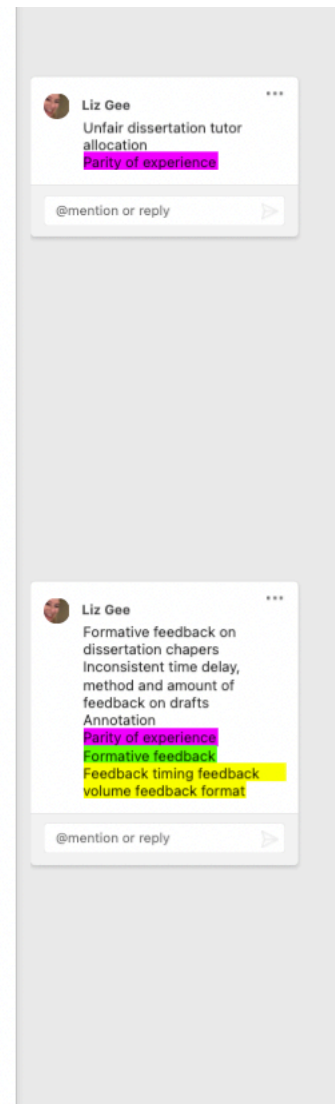 Liz Gee
Unfair dissertation tutor
allocation
Parity of experience
@mention or reply
Liz Gee
Formative feedback on
dissertation chapers
Inconsistent time delay,
method and amount of
feedback on drafts
Annotation
Parity of experience
Formative feedback
Feedback timing feedback
volume feedback format
@mention or reply